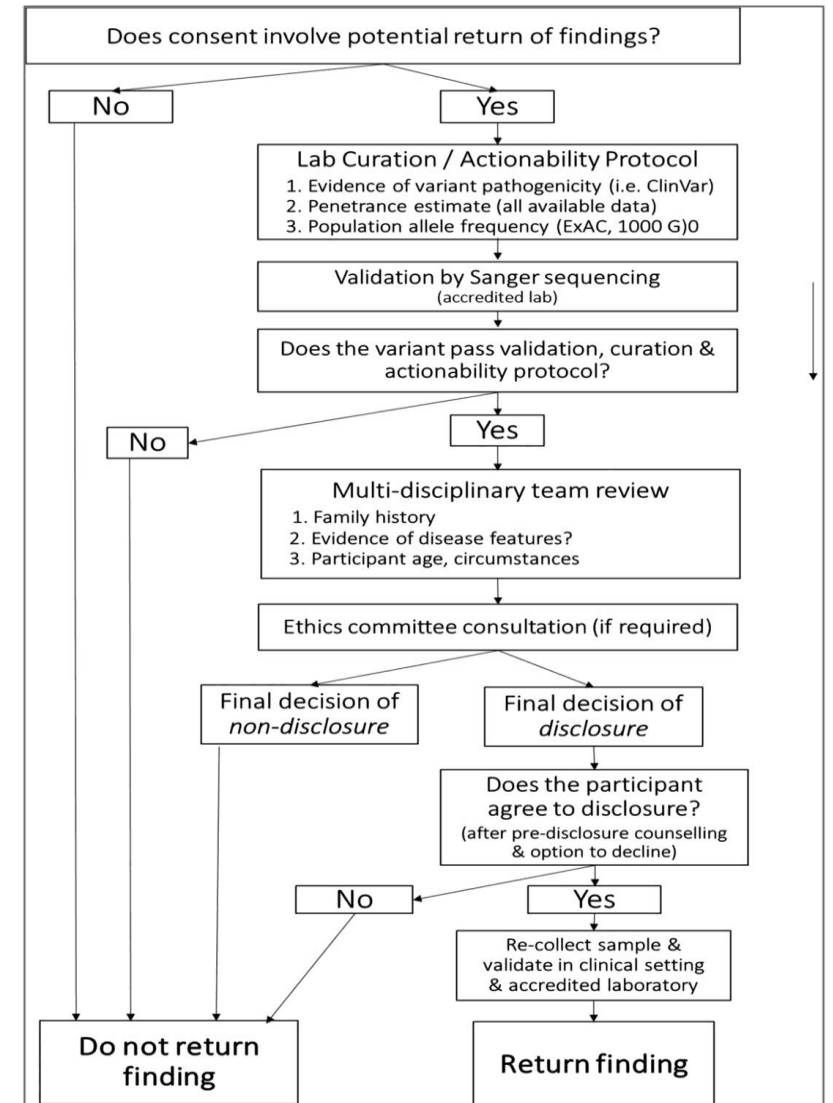 Does consent involve potential return of findings?
No
Yes
Lab Curation / Actionability Protocol
1. Evidence of variant pathogenicity (i.e. ClinVar)
2. Penetrance estimate (all available data)
3. Population allele frequency (ExAC, 1000 G)0
Validation by Sanger sequencing
(accredited lab)
Does the variant pass validation, curation &
actionability protocol?
No
Yes
Multi-disciplinary team review
1. Family history
2. Evidence of disease features?
3. Participant age, circumstances
Ethics committee consultation (if required)
Final decision of
non-disclosure
Final decision of
disclosure
Does the participant
agree to disclosure?
(after pre-disclosure counselling
& option to decline)
No
Yes
Re-collect sample &
validate in clinical setting
& accredited laboratory
Do not return
finding
Return finding